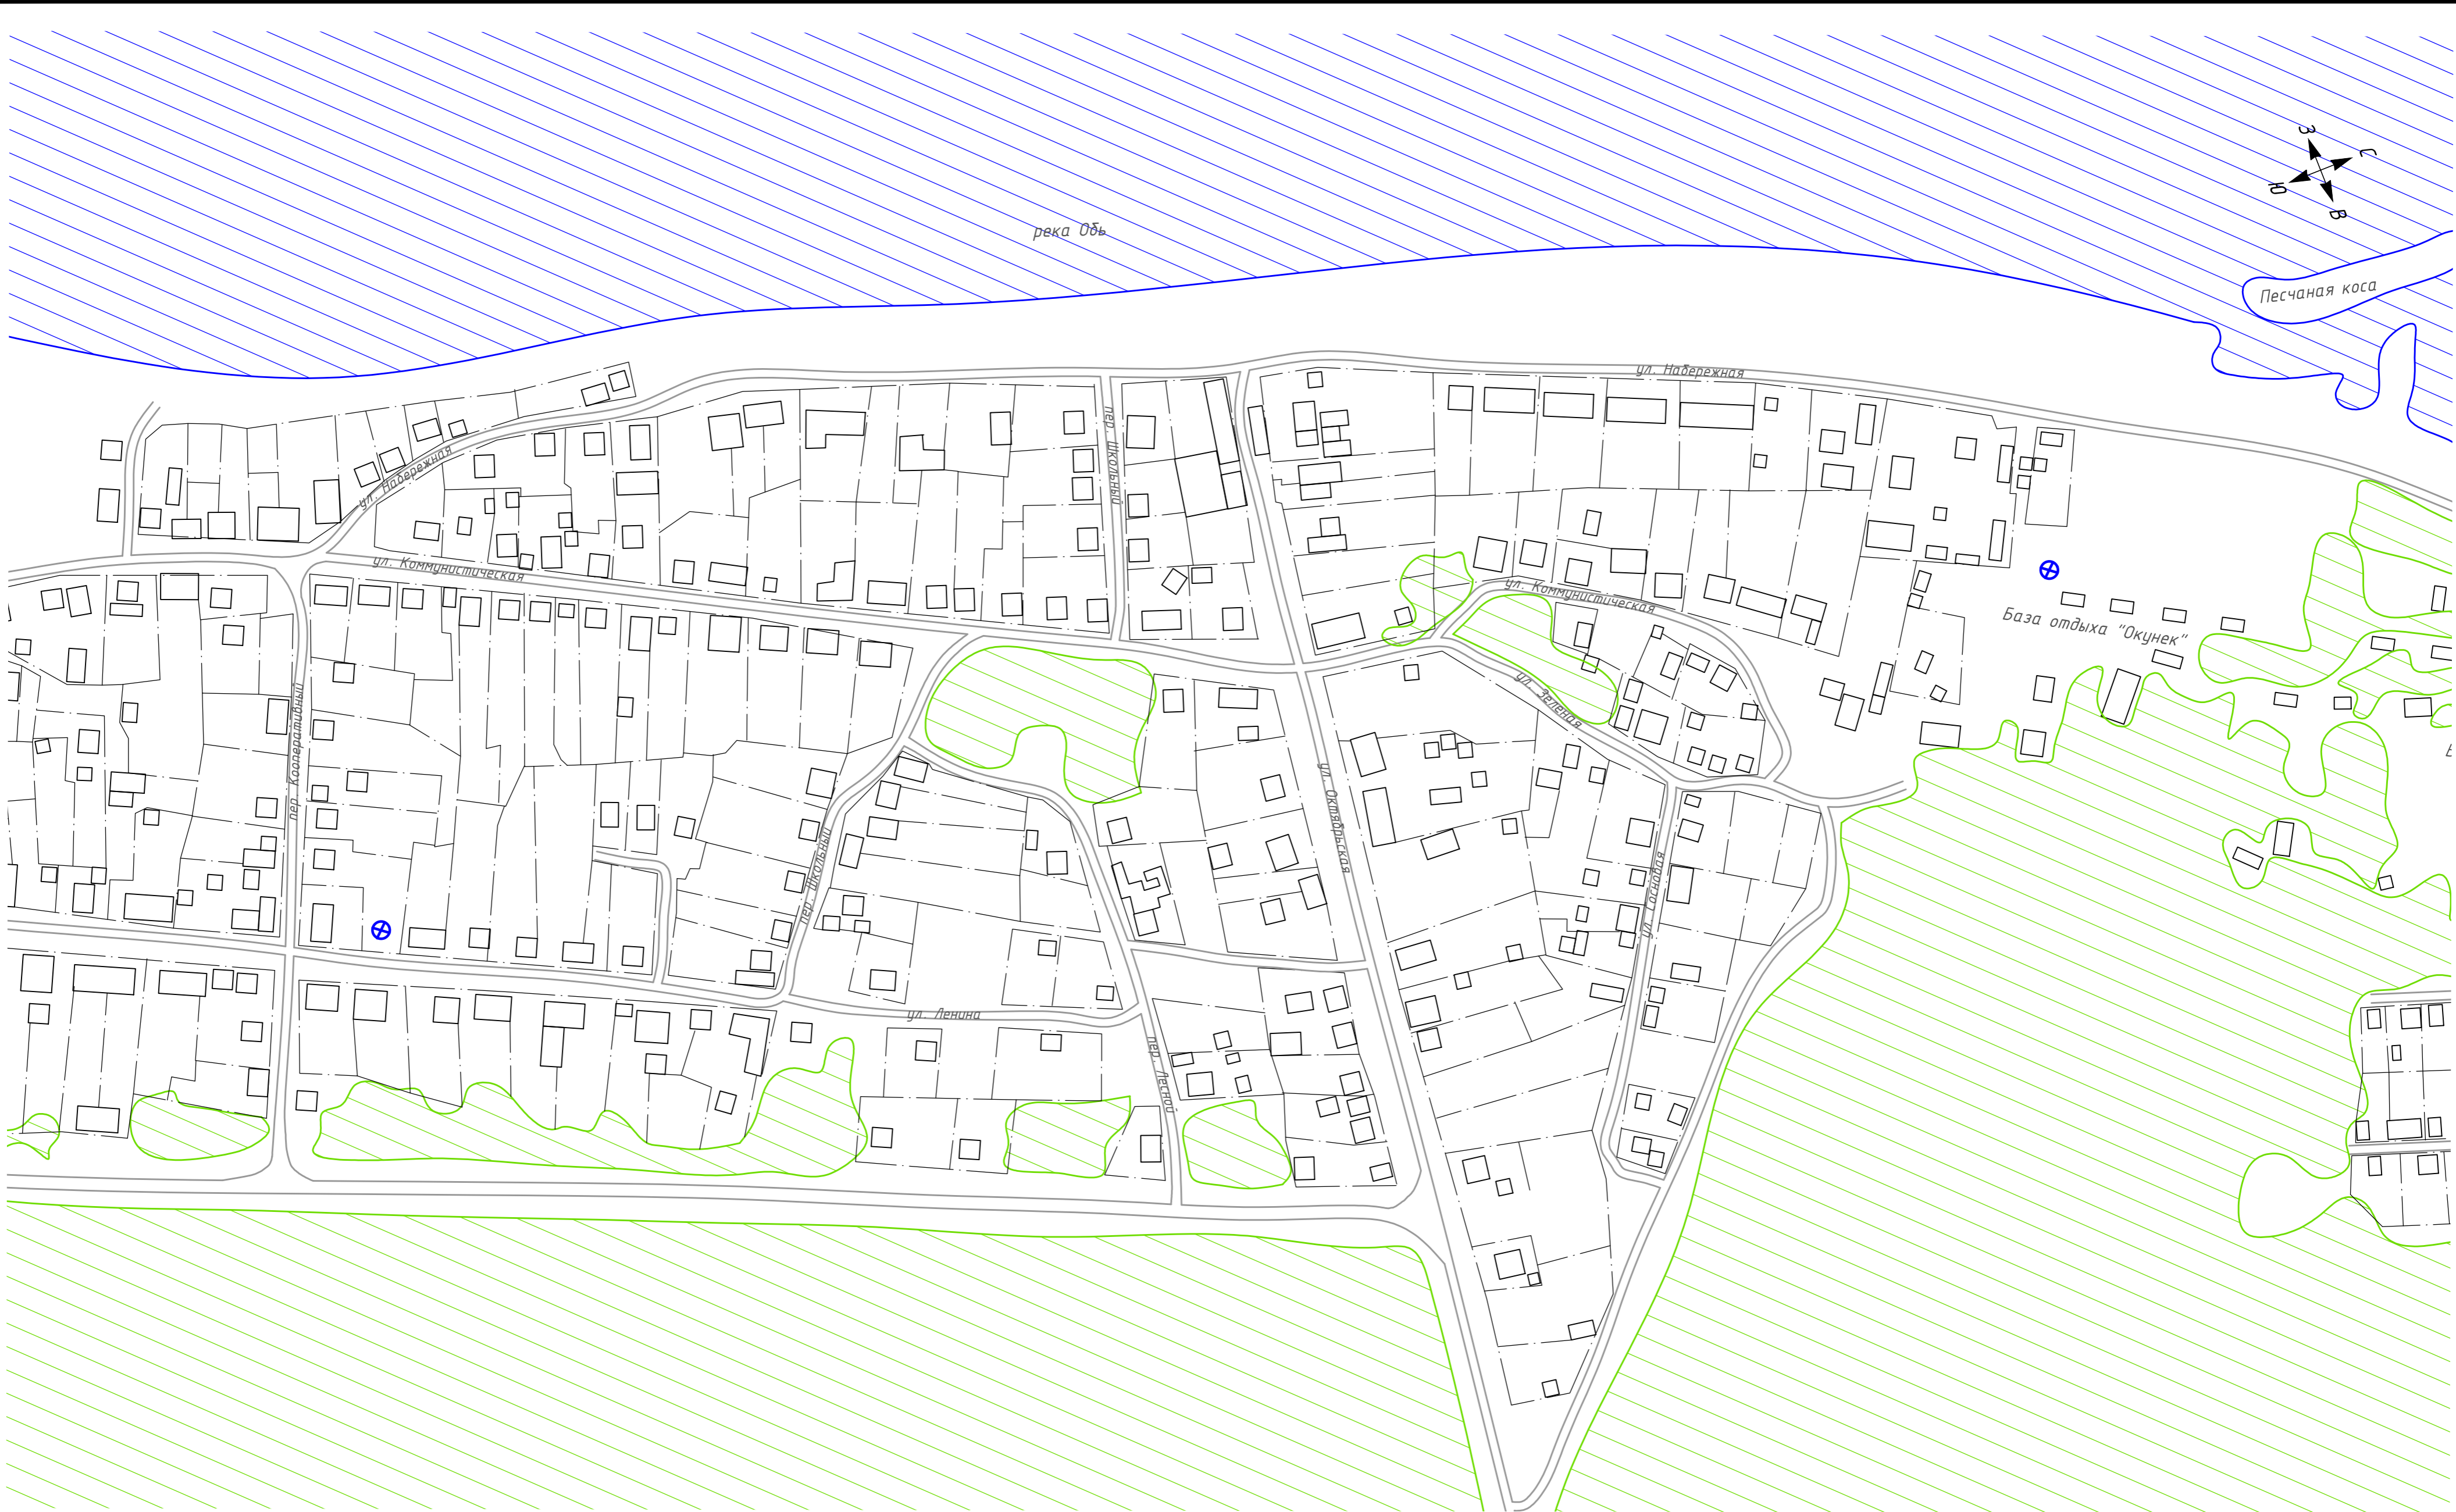 З
С
Ю
В
река Обь
Песчаная коса
ул. Набережная
пер. Школьный
ул. Набережная
ул. Коммунистическая
ул. Коммунистическая
База отдыха "Окунек"
ул. Зеленая
пер. Кооперативный
ул. Октябрьская
пер. Школьный
ул. Сосновая
ул. Ленина
пер. Лесной